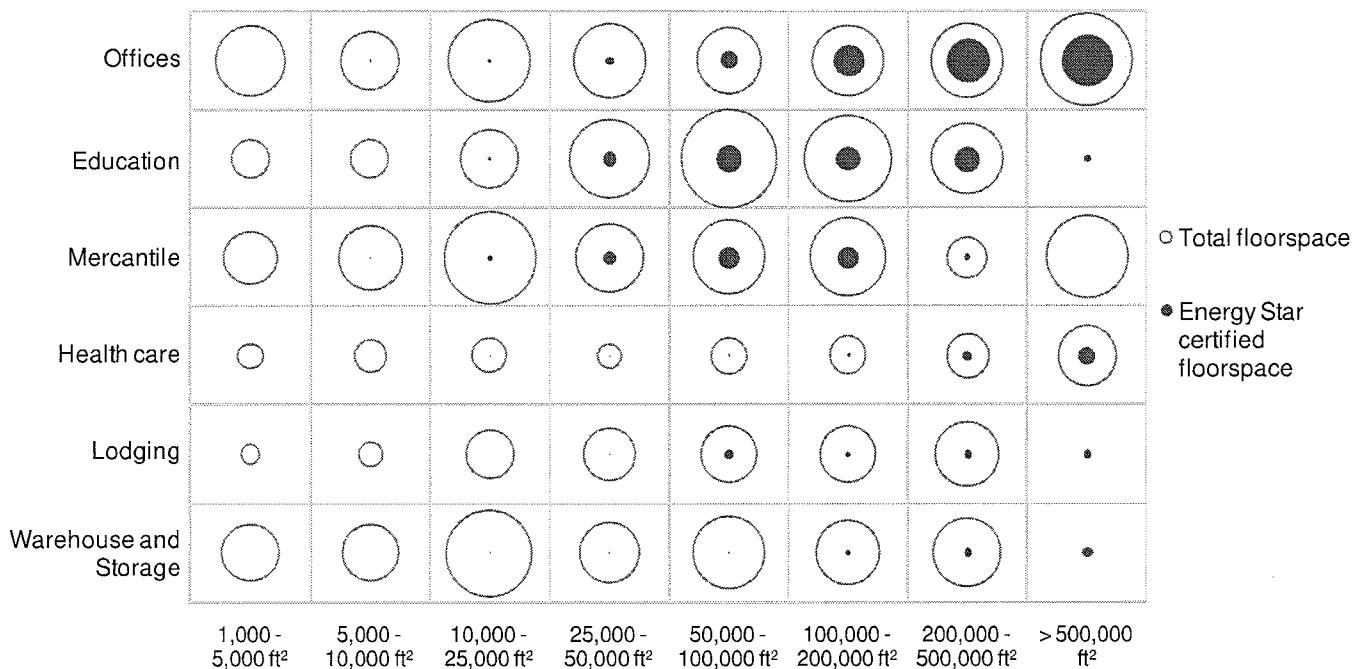 Offices
Education
Mercantile
Health care
Lodging
Warehouse and
Storage
Total floorspace
Energy Star
certified
floorspace
1,000 -
5,000 ft²
5,000 -
10,000 ft²
10,000 -
25,000 ft²
25,000 -
50,000 ft²
50,000 -
100,000 ft²
100,000 -
200,000 ft²
200,000 -
500,000 ft²
> 500,000
ft²